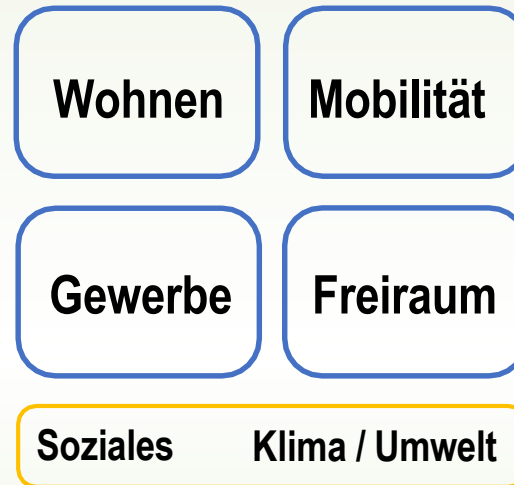 Wohnen
Mobilität
Gewerbe
Freiraum
Soziales
Klima / Umwelt